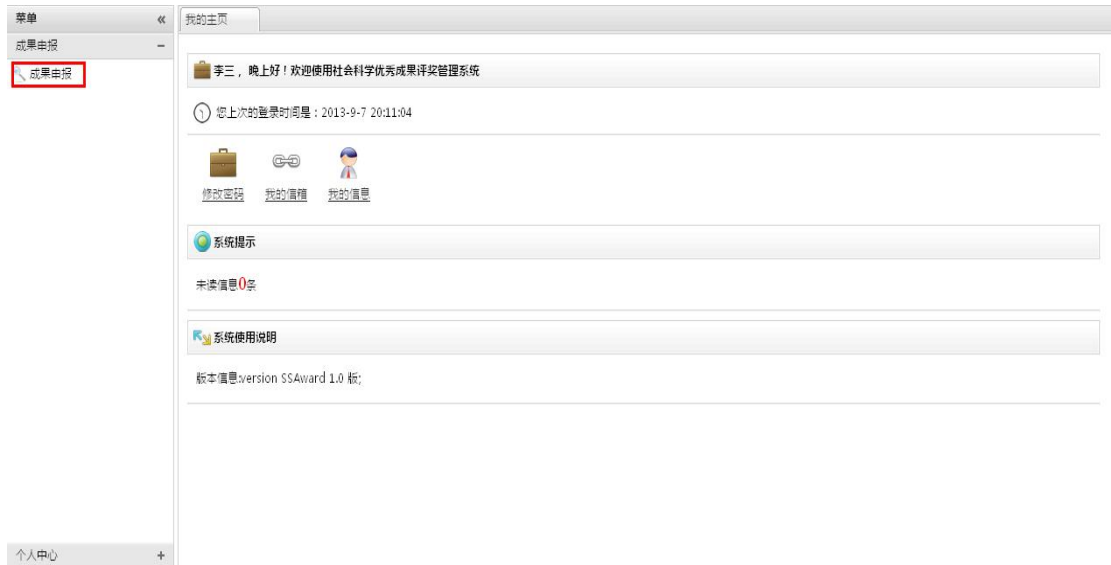 菜单 «
成果申报 −
成果申报
个人中心 +
我的主页
李三，晚上好！欢迎使用社会科学优秀成果评奖管理系统
您上次的登录时间是：2013-9-7 20:11:04
修改密码 我的信箱 我的信息
系统提示
未读信息0条
系统使用说明
版本信息:version SSAward 1.0 版;